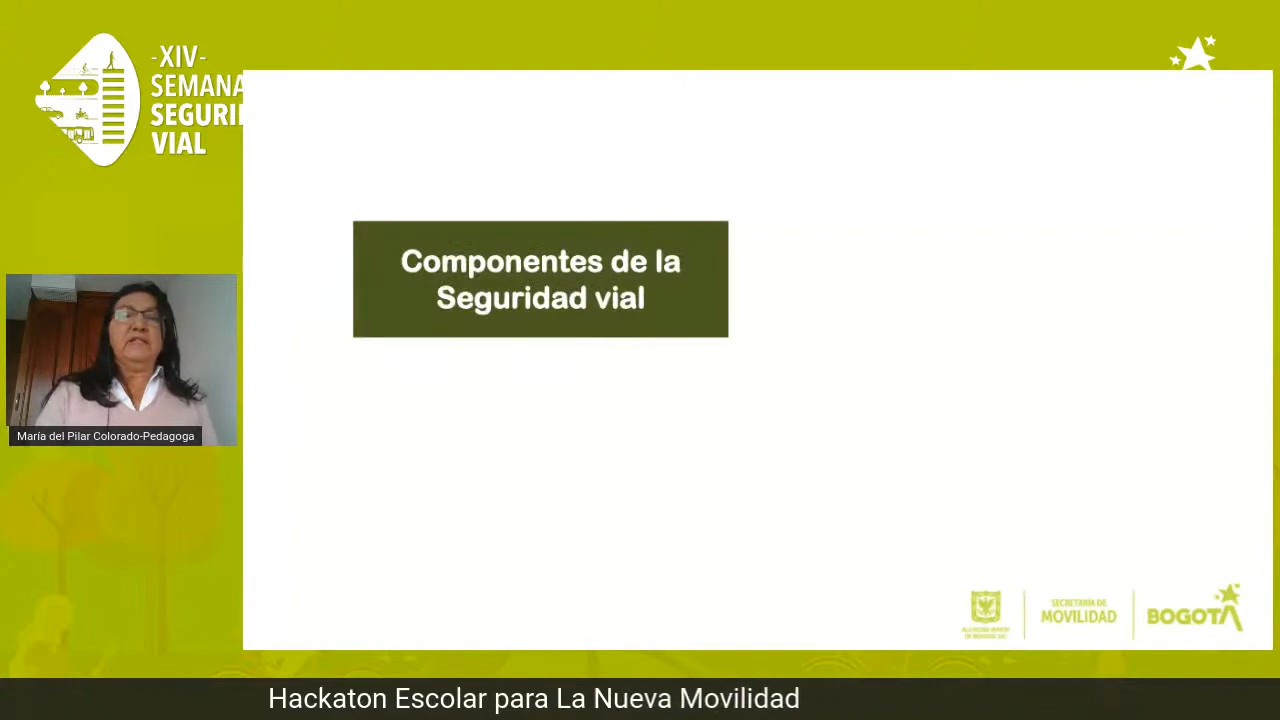 -XIV-
SEMANA
SEGURI
VIAL
Componentes de la
Seguridad vial
María del Pilar Colorado-Pedagoga
SECRETARÍA DE
MOVILIDAD
BOGOTÁ
Hackaton Escolar para La Nueva Movilidad